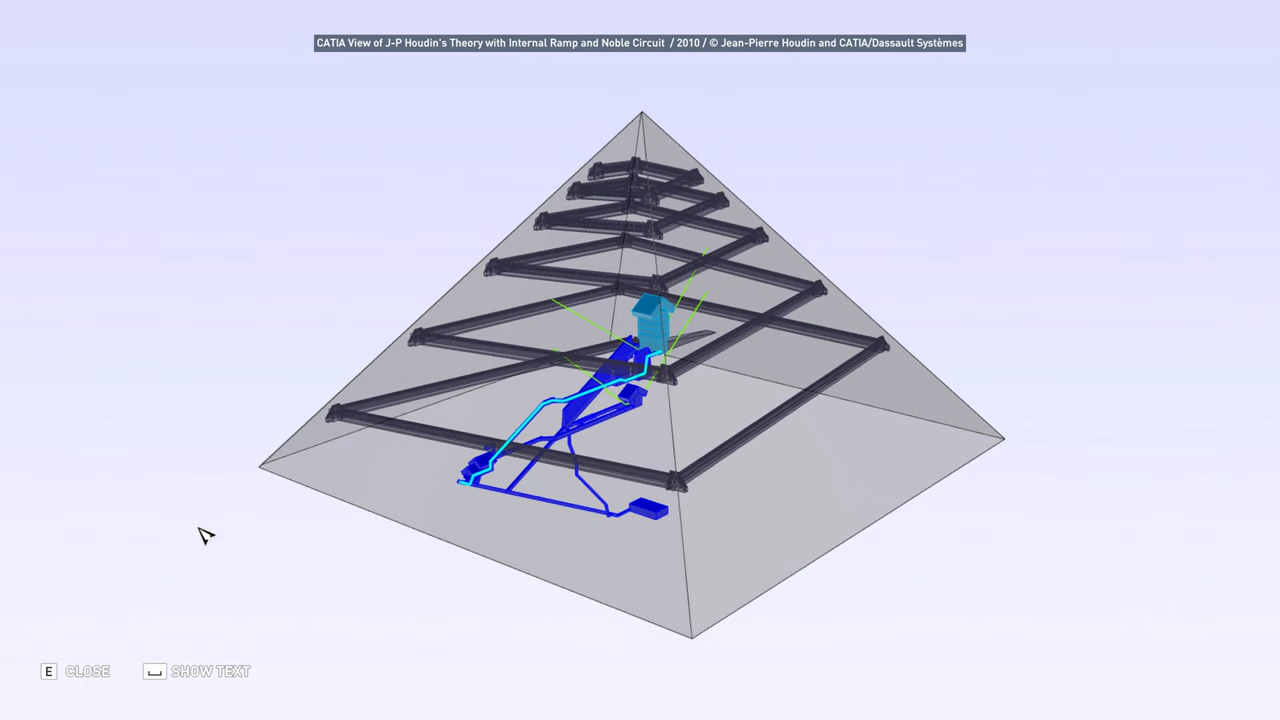 CATIA View of J-P Houdin's Theory with Internal Ramp and Noble Circuit / 2010 / © Jean-Pierre Houdin and CATIA/Dassault Systèmes
E CLOSE SHOW TEXT